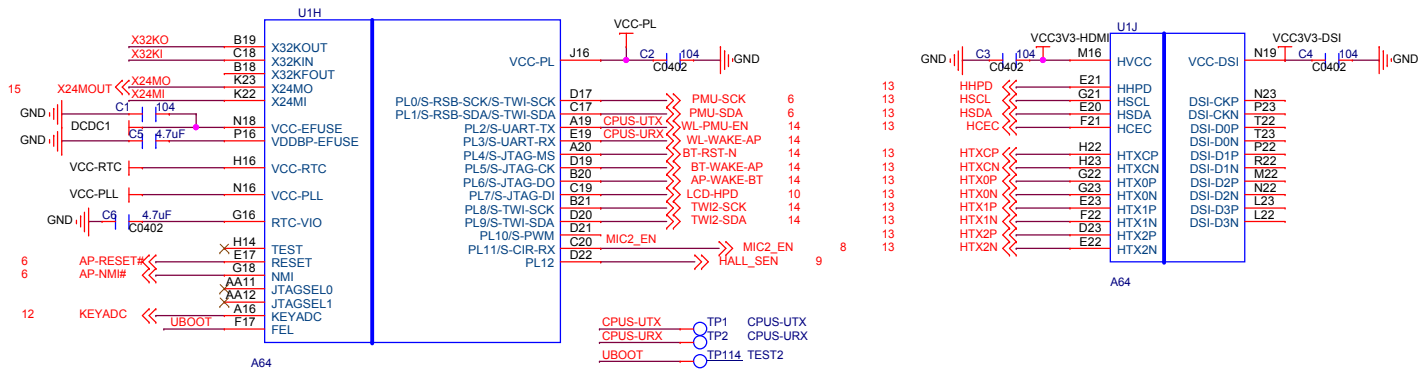 U1H
X32KO B19 X32KOUT
X32KI C18 X32KIN
B18 X32KFOUT
15 X24MOUT X24MO K23 X24MO
X24MI K22 X24MI
GND C1 104
DCDC1 N18 VCC-EFUSE
GND C5 4.7uF P16 VDDBP-EFUSE
VCC-RTC H16 VCC-RTC
VCC-PLL N16 VCC-PLL
GND C6 4.7uF C0402 G16 RTC-VIO
H14 TEST
6 AP-RESET# E17 RESET
6 AP-NMI# G18 NMI
AA11 JTAGSEL0
AA12 JTAGSEL1
12 KEYADC A16 KEYADC
UBOOT F17 FEL
A64
VCC-PL
VCC-PL J16 C2 104 C0402 GND
PL0/S-RSB-SCK/S-TWI-SCK D17 PMU-SCK 6
PL1/S-RSB-SDA/S-TWI-SDA C17 PMU-SDA 6
PL2/S-UART-TX A19 CPUS-UTX WL-PMU-EN 14
PL3/S-UART-RX E19 CPUS-URX WL-WAKE-AP 14
PL4/S-JTAG-MS A20 BT-RST-N 14
PL5/S-JTAG-CK D19 BT-WAKE-AP 14
PL6/S-JTAG-DO B20 AP-WAKE-BT 14
PL7/S-JTAG-DI C19 LCD-HPD 10
PL8/S-TWI-SCK B21 TWI2-SCK 14
PL9/S-TWI-SDA D20 TWI2-SDA 14
PL10/S-PWM D21
PL11/S-CIR-RX C20 MIC2_EN MIC2_EN 8
PL12 D22 HALL_SEN 9
CPUS-UTX TP1 CPUS-UTX
CPUS-URX TP2 CPUS-URX
UBOOT TP114 TEST2
U1J
VCC3V3-HDMI
GND C3 104 C0402 M16 HVCC
13 HHPD E21 HHPD
13 HSCL G21 HSCL
13 HSDA E20 HSDA
13 HCEC F21 HCEC
13 HTXCP H22 HTXCP
13 HTXCN H23 HTXCN
13 HTX0P G22 HTX0P
13 HTX0N G23 HTX0N
13 HTX1P E23 HTX1P
13 HTX1N F22 HTX1N
13 HTX2P D23 HTX2P
13 HTX2N E22 HTX2N
A64
VCC3V3-DSI
VCC-DSI N19 C4 104 C0402 GND
DSI-CKP N23
DSI-CKN P23
DSI-D0P T22
DSI-D0N T23
DSI-D1P P22
DSI-D1N R22
DSI-D2P M22
DSI-D2N N22
DSI-D3P L23
DSI-D3N L22